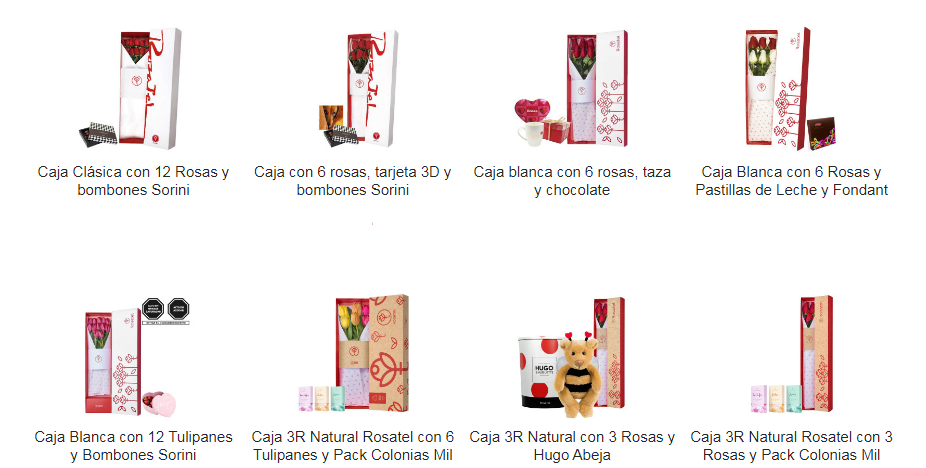 RosaTel
RosaTel
Caja Clásica con 12 Rosas y
bombones Sorini
Caja con 6 rosas, tarjeta 3D y
bombones Sorini
Caja blanca con 6 rosas, taza
y chocolate
Caja Blanca con 6 Rosas y
Pastillas de Leche y Fondant
HUGO
Caja Blanca con 12 Tulipanes
y Bombones Sorini
Caja 3R Natural Rosatel con 6
Tulipanes y Pack Colonias Mil
Caja 3R Natural con 3 Rosas y
Hugo Abeja
Caja 3R Natural Rosatel con 3
Rosas y Pack Colonias Mil